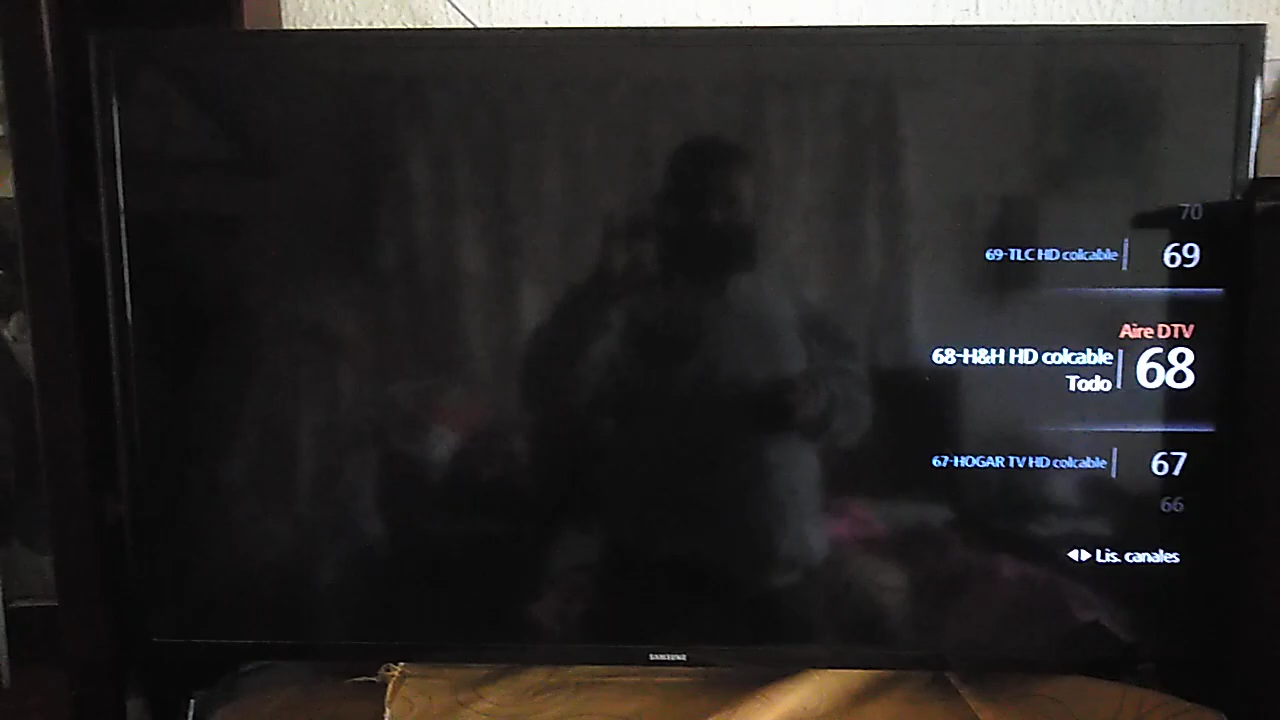 70
69-TLC HD colcable 69
Aire DTV
68-H&H HD colcable 68
Todo
67-HOGAR TV HD colcable 67
66
◀▶ Lis. canales
SAMSUNG